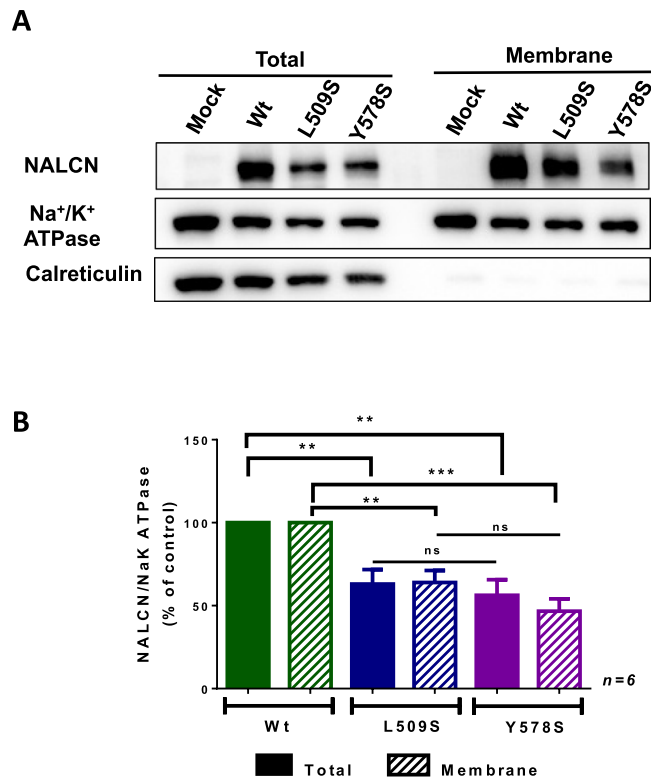 A
Total Membrane
Mock Wt L509S Y578S Mock Wt L509S Y578S
NALCN
Na⁺/K⁺
ATPase
Calreticulin
B
**
150
**
***
**
100
ns
ns
50
0
NALCN/NaK ATPase
(% of control)
n=6
Wt L509S Y578S
Total Membrane